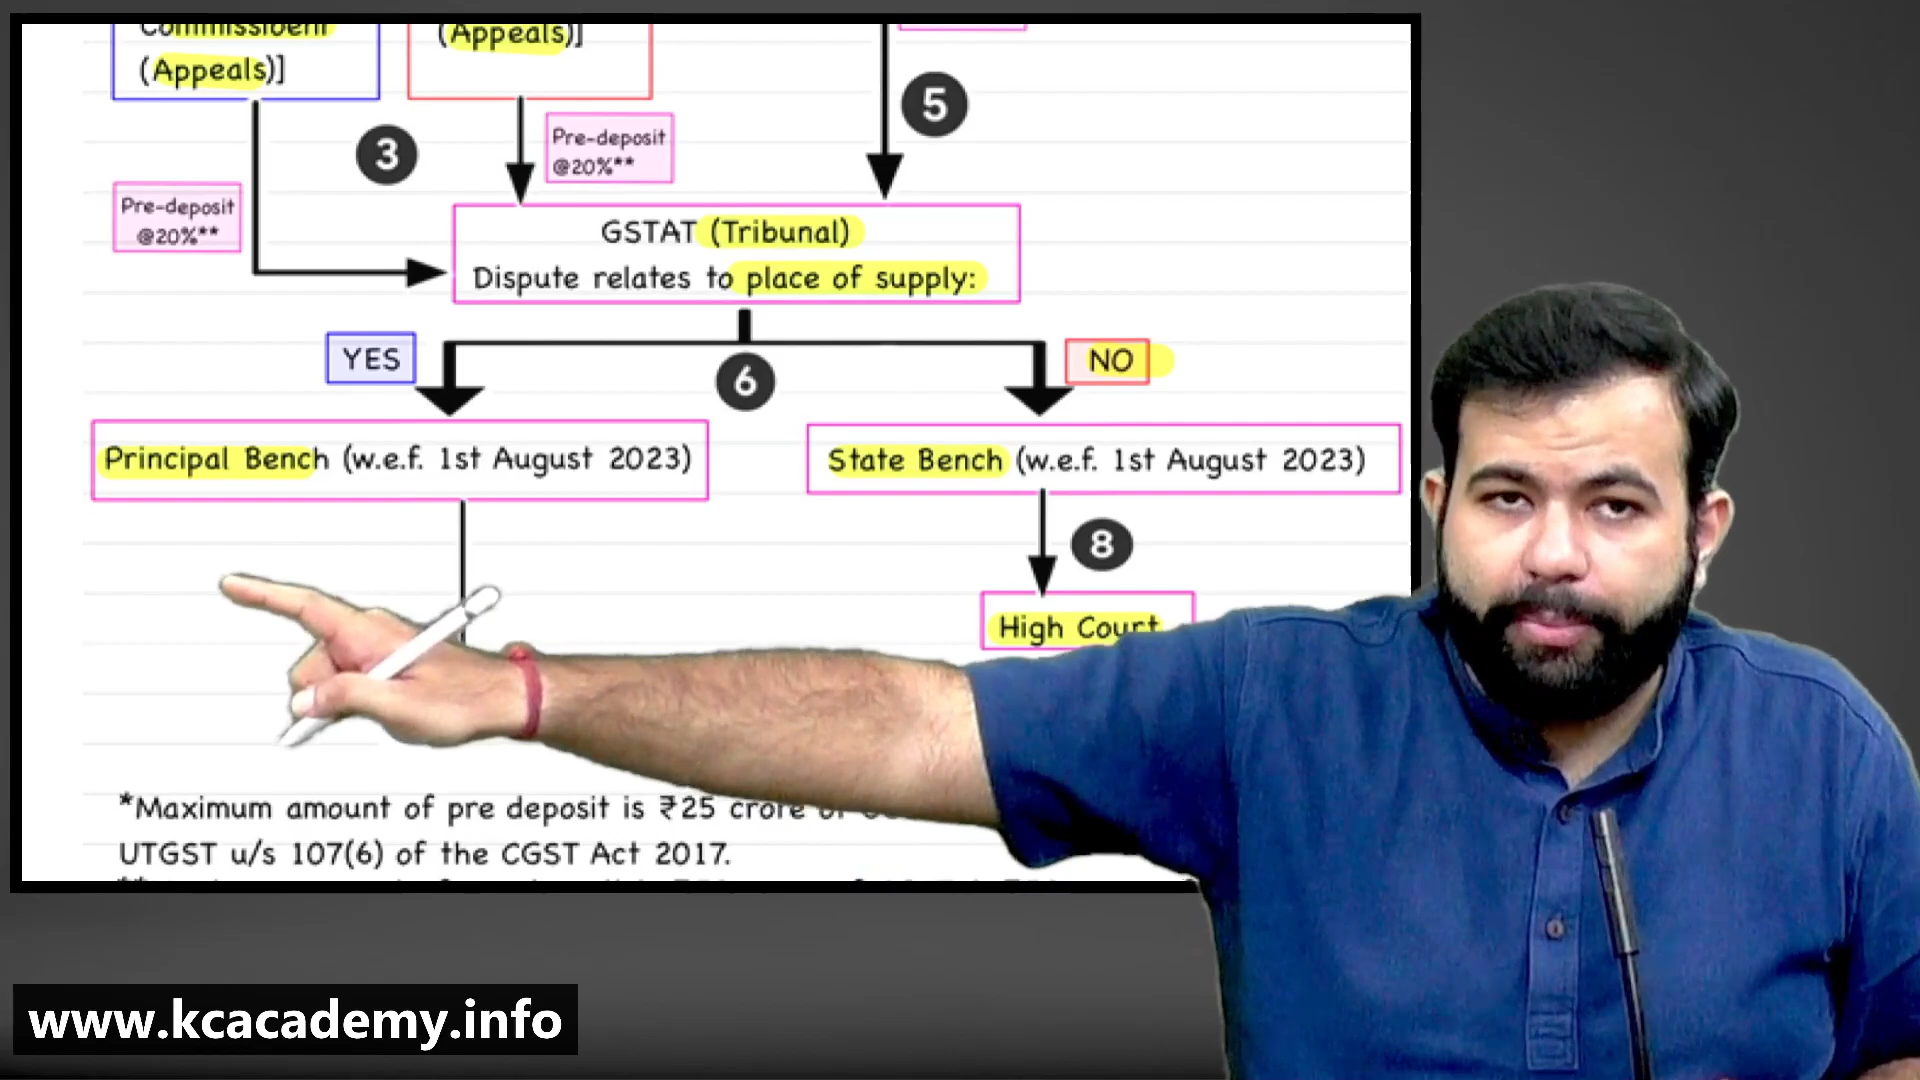 (Appeals)]
(Appeals)]
3
5
Pre-deposit
@20%**
Pre-deposit
@20%**
GSTAT (Tribunal)
Dispute relates to place of supply:
YES
6
NO
Principal Bench (w.e.f. 1st August 2023)
State Bench (w.e.f. 1st August 2023)
8
High Court
*Maximum amount of pre deposit is ₹25 crore
UTGST u/s 107(6) of the CGST Act 2017.
www.kcacademy.info